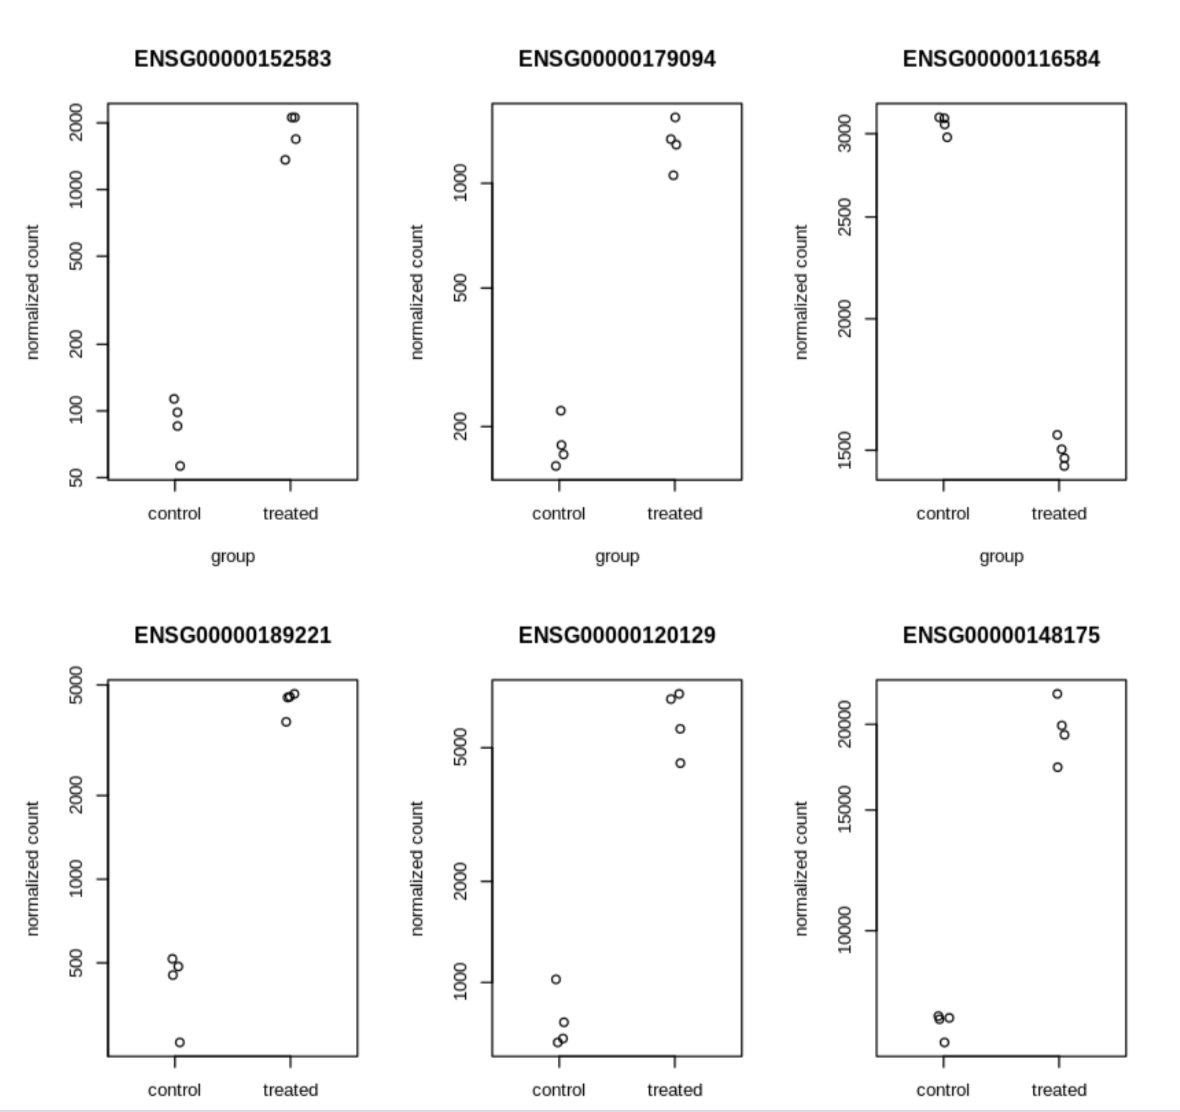 ENSG00000152583
ENSG00000179094
ENSG00000116584
normalized count
2000
1000
500
200
100
50
control
treated
group
normalized count
1000
500
200
control
treated
group
normalized count
3000
2500
2000
1500
control
treated
group
ENSG00000189221
ENSG00000120129
ENSG00000148175
normalized count
5000
2000
1000
500
control
treated
normalized count
5000
2000
1000
control
treated
normalized count
20000
15000
10000
control
treated